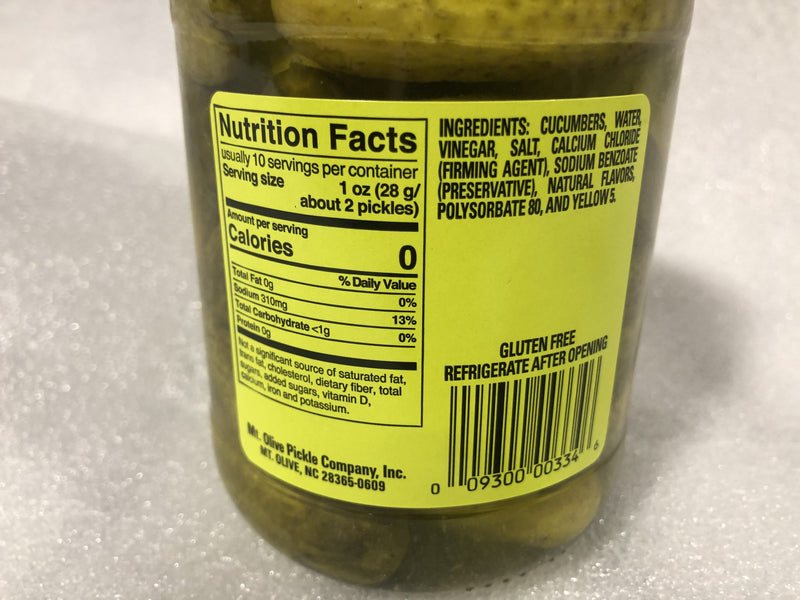 Nutrition Facts
usually 10 servings per container
Serving size
1 oz (28 g/
about 2 pickles)
Amount per serving
Calories 0
% Daily Value
Total Fat 0g 0%
Sodium 310mg 13%
Total Carbohydrate <1g 0%
Protein 0g
Not a significant source of saturated fat,
trans fat, cholesterol, dietary fiber, total
sugars, added sugars, vitamin D,
calcium, iron and potassium.
Mt. Olive Pickle Company, Inc.
MT. OLIVE, NC 28365-0609
INGREDIENTS: CUCUMBERS, WATER,
VINEGAR, SALT, CALCIUM CHLORIDE
(FIRMING AGENT), SODIUM BENZOATE
(PRESERVATIVE), NATURAL FLAVORS,
POLYSORBATE 80, AND YELLOW 5.
GLUTEN FREE
REFRIGERATE AFTER OPENING
0 09300 00334 6